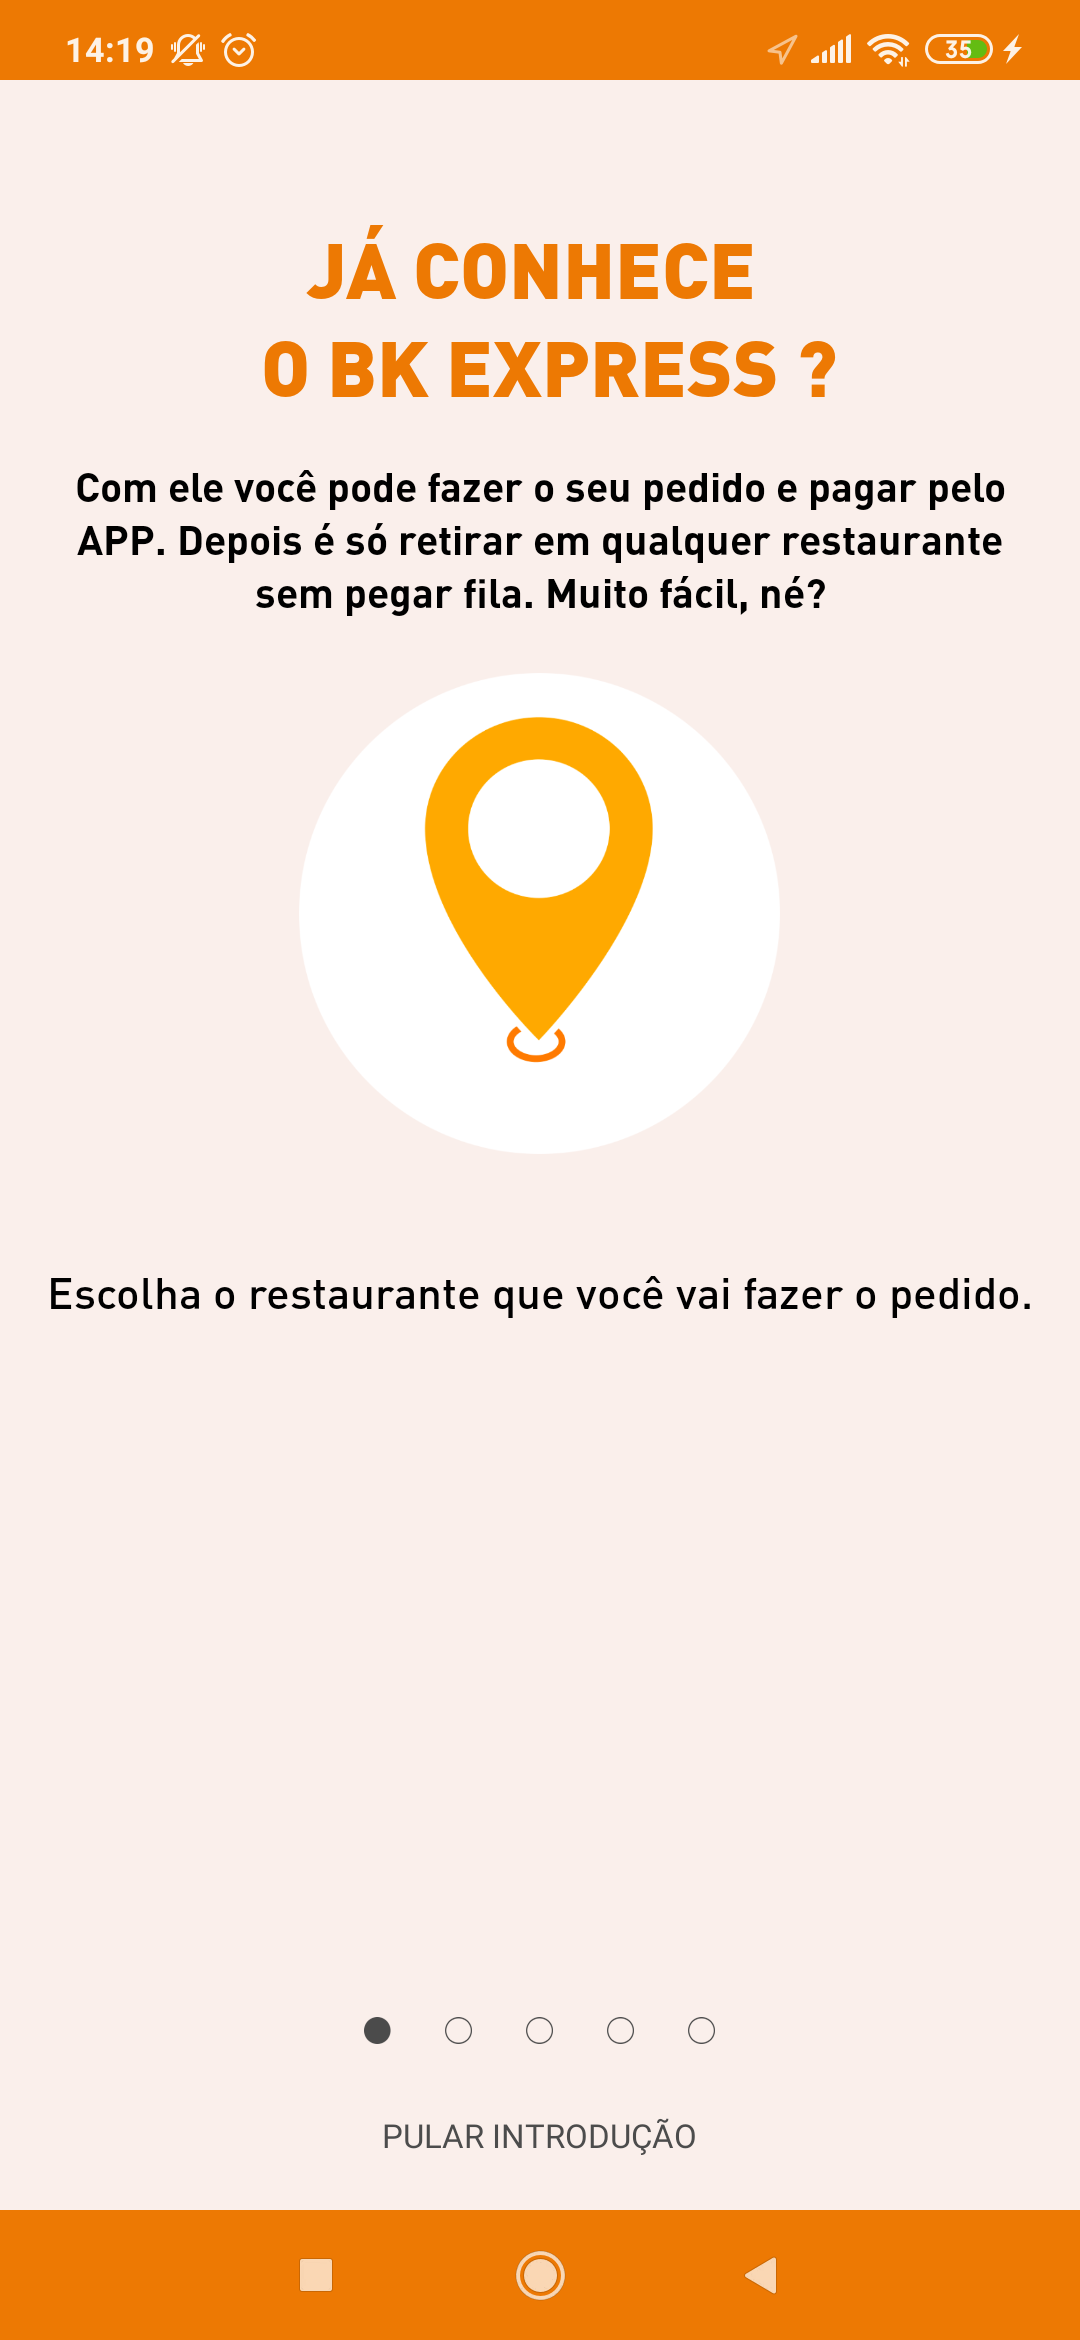 14:19
35
JÁ CONHECE
O BK EXPRESS ?
Com ele você pode fazer o seu pedido e pagar pelo
APP. Depois é só retirar em qualquer restaurante
sem pegar fila. Muito fácil, né?
Escolha o restaurante que você vai fazer o pedido.
PULAR INTRODUÇÃO